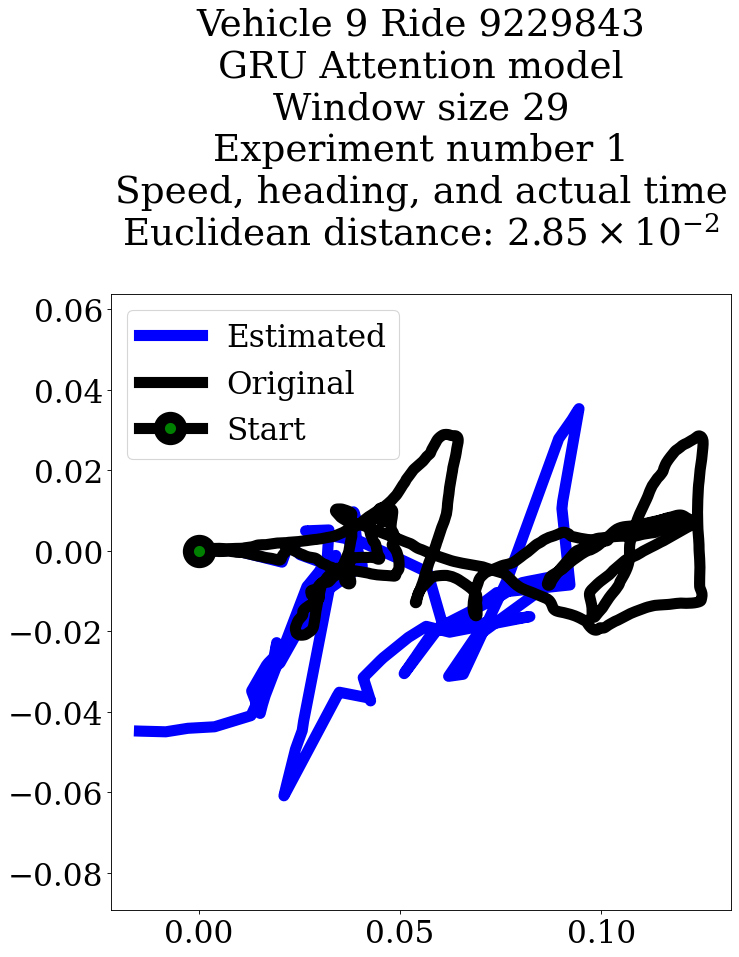 Vehicle 9 Ride 9229843
GRU Attention model
Window size 29
Experiment number 1
Speed, heading, and actual time
Euclidean distance: 2.85 × 10⁻²
0.06
0.04
0.02
0.00
−0.02
−0.04
−0.06
−0.08
Estimated
Original
Start
0.00 0.05 0.10